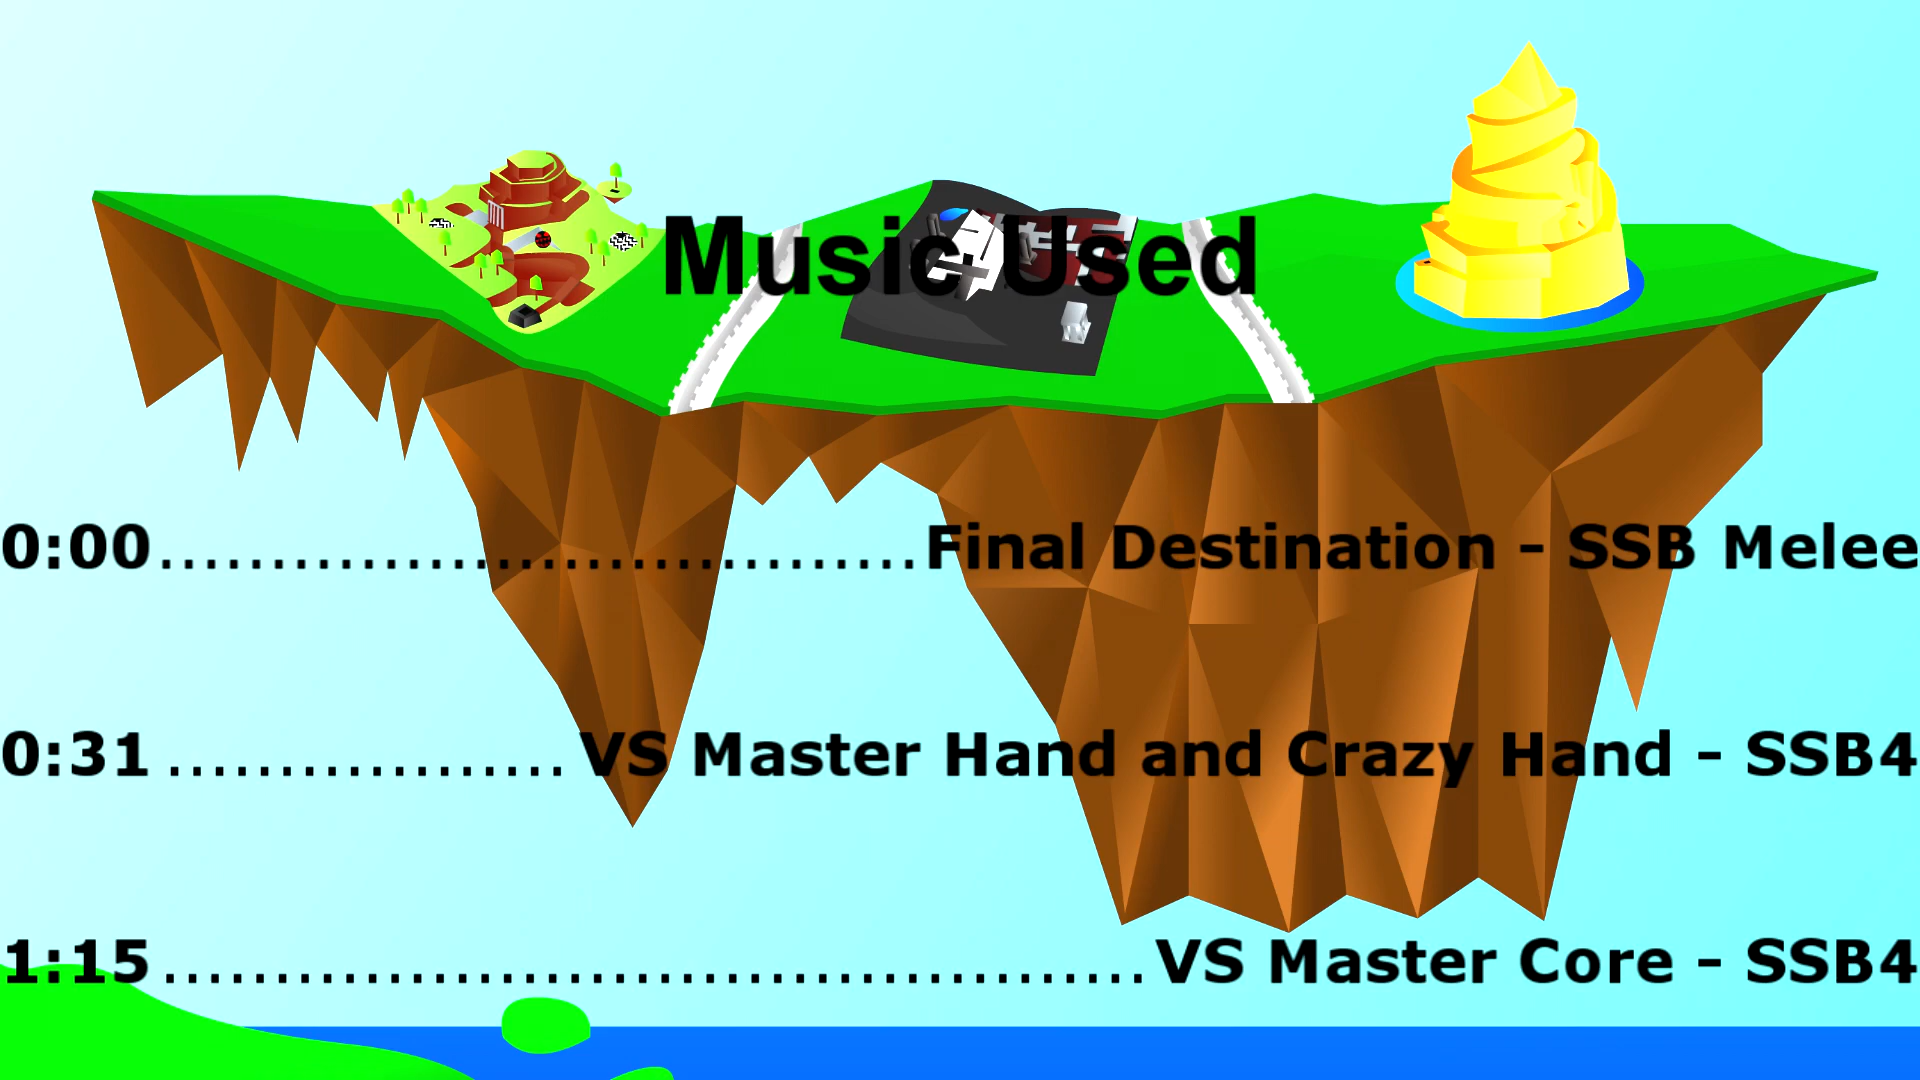 Music Used
0:00.................................Final Destination - SSB Melee
0:31..................VS Master Hand and Crazy Hand - SSB4
1:15...........................................VS Master Core - SSB4